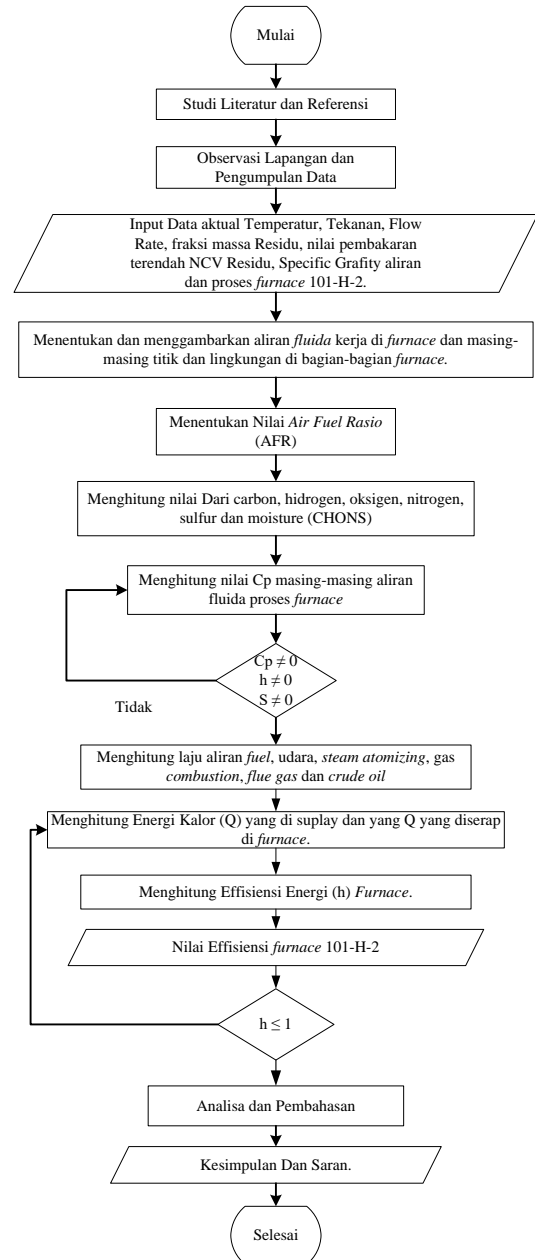 Mulai
Studi Literatur dan Referensi
Observasi Lapangan dan
Pengumpulan Data
Input Data aktual Temperatur, Tekanan, Flow
Rate, fraksi massa Residu, nilai pembakaran
terendah NCV Residu, Specific Grafity aliran
dan proses furnace 101-H-2.
Menentukan dan menggambarkan aliran fluida kerja di furnace dan masing-
masing titik dan lingkungan di bagian-bagian furnace.
Menentukan Nilai Air Fuel Rasio
(AFR)
Menghitung nilai Dari carbon, hidrogen, oksigen, nitrogen,
sulfur dan moisture (CHONS)
Menghitung nilai Cp masing-masing aliran
fluida proses furnace
Cp ≠ 0
h ≠ 0
S ≠ 0
Tidak
Menghitung laju aliran fuel, udara, steam atomizing, gas
combustion, flue gas dan crude oil
Menghitung Energi Kalor (Q) yang di suplay dan yang Q yang diserap
di furnace.
Menghitung Effisiensi Energi (h) Furnace.
Nilai Effisiensi furnace 101-H-2
h ≤ 1
Analisa dan Pembahasan
Kesimpulan Dan Saran.
Selesai